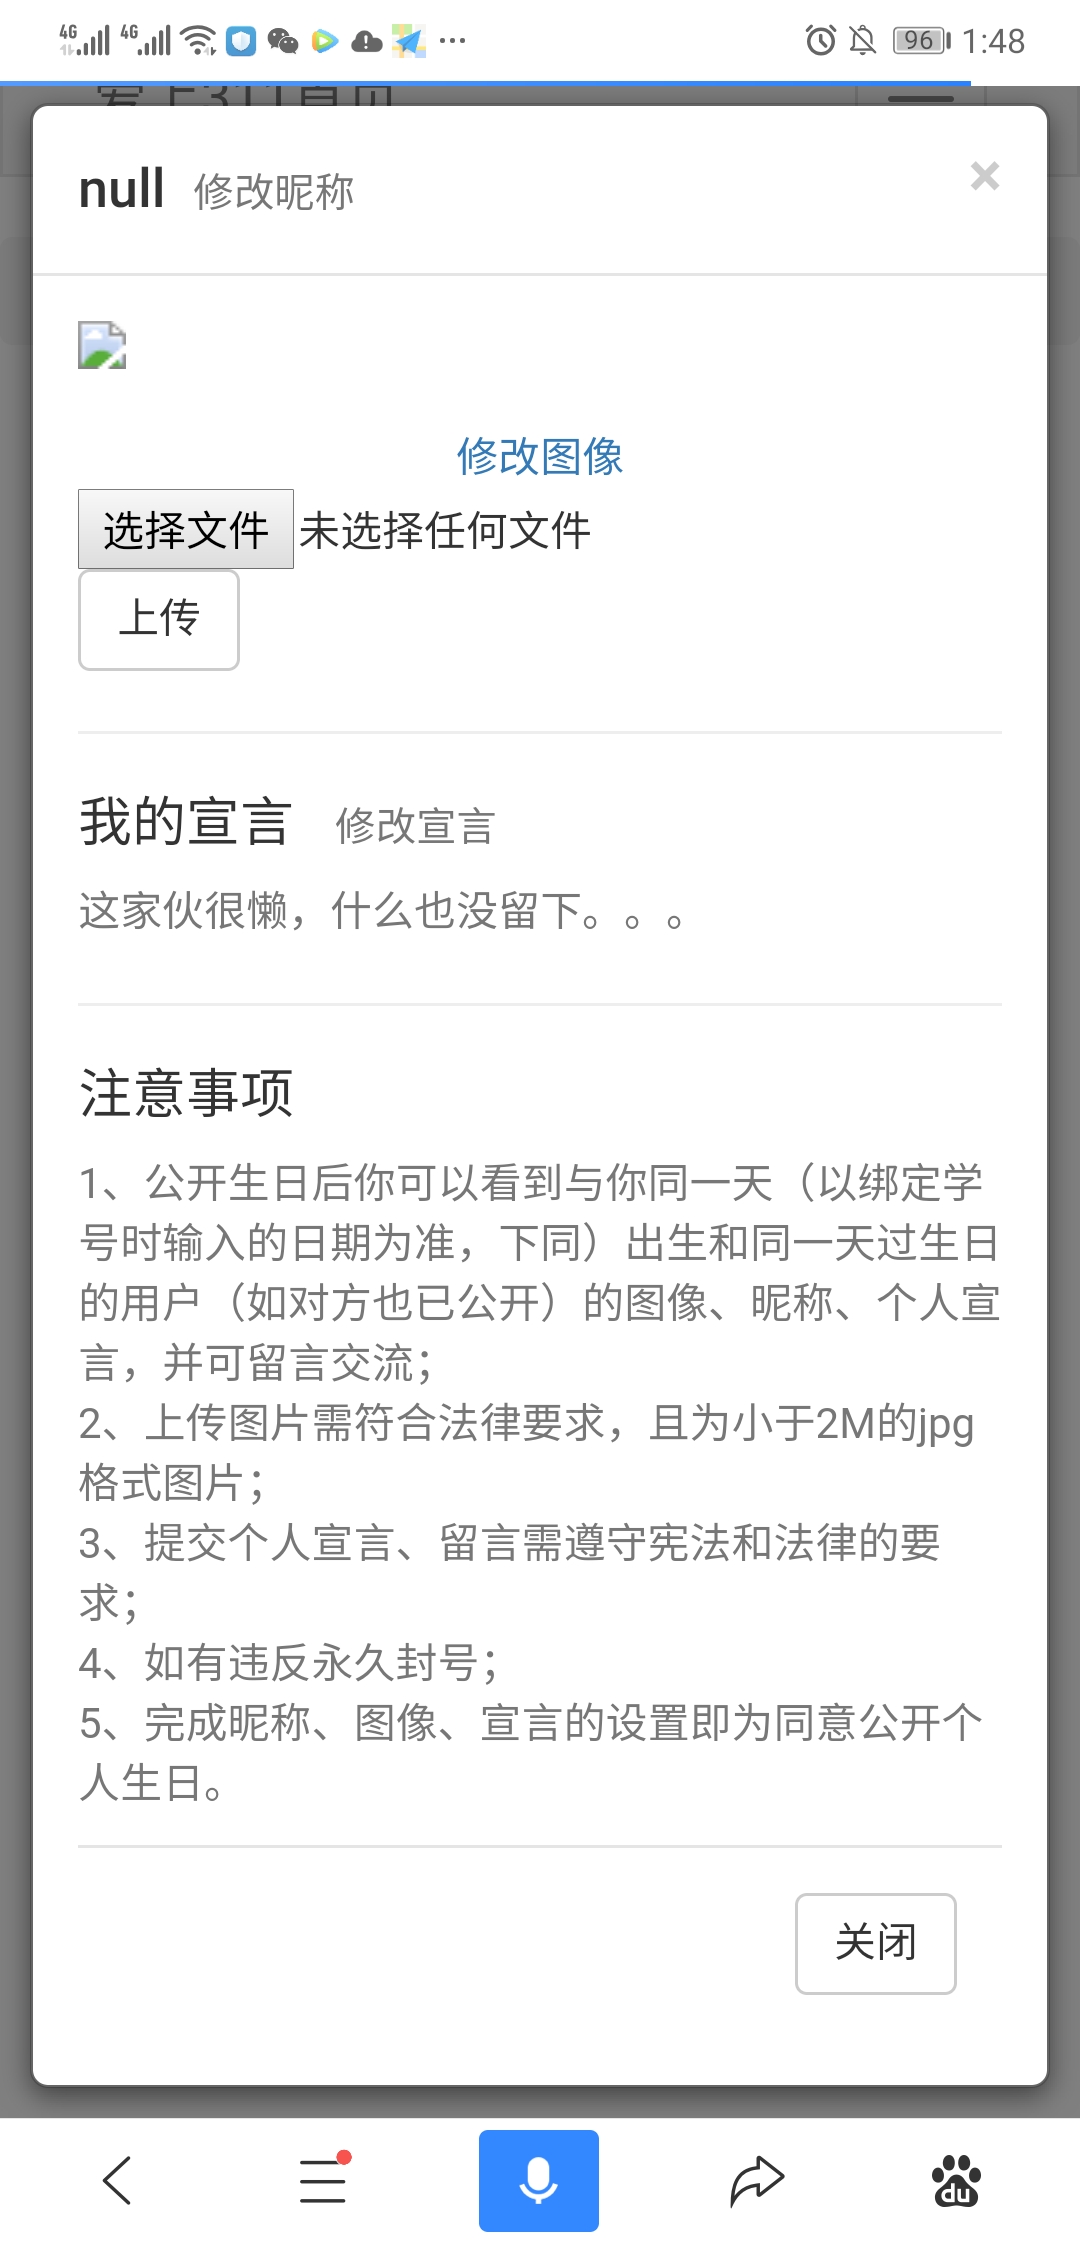 4G 4G 96 1:48
null 修改昵称 ×
修改图像
选择文件 未选择任何文件
上传
我的宣言 修改宣言
这家伙很懒，什么也没留下。。。
注意事项
1、公开生日后你可以看到与你同一天（以绑定学
号时输入的日期为准，下同）出生和同一天过生日
的用户（如对方也已公开）的图像、昵称、个人宣
言，并可留言交流；
2、上传图片需符合法律要求，且为小于2M的jpg
格式图片；
3、提交个人宣言、留言需遵守宪法和法律的要
求；
4、如有违反永久封号；
5、完成昵称、图像、宣言的设置即为同意公开个
人生日。
关闭
du